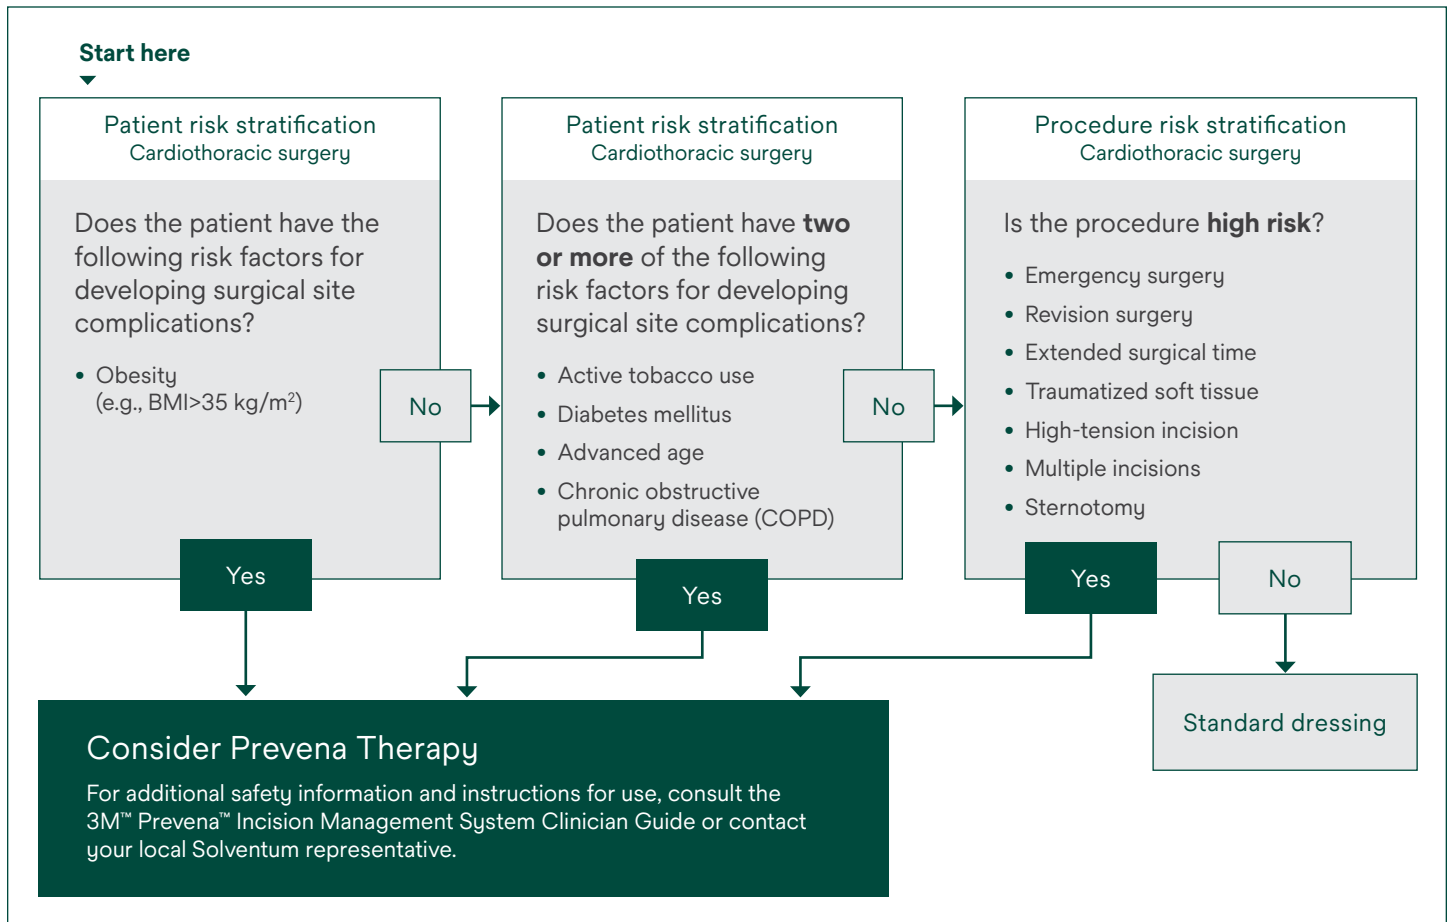 Start here
Patient risk stratification
Cardiothoracic surgery
Does the patient have the
following risk factors for
developing surgical site
complications?
• Obesity
(e.g., BMI>35 kg/m²)
No
Yes
Patient risk stratification
Cardiothoracic surgery
Does the patient have two
or more of the following
risk factors for developing
surgical site complications?
• Active tobacco use
• Diabetes mellitus
• Advanced age
• Chronic obstructive
pulmonary disease (COPD)
No
Yes
Procedure risk stratification
Cardiothoracic surgery
Is the procedure high risk?
• Emergency surgery
• Revision surgery
• Extended surgical time
• Traumatized soft tissue
• High-tension incision
• Multiple incisions
• Sternotomy
Yes
No
Standard dressing
Consider Prevena Therapy
For additional safety information and instructions for use, consult the
3M™ Prevena™ Incision Management System Clinician Guide or contact
your local Solventum representative.